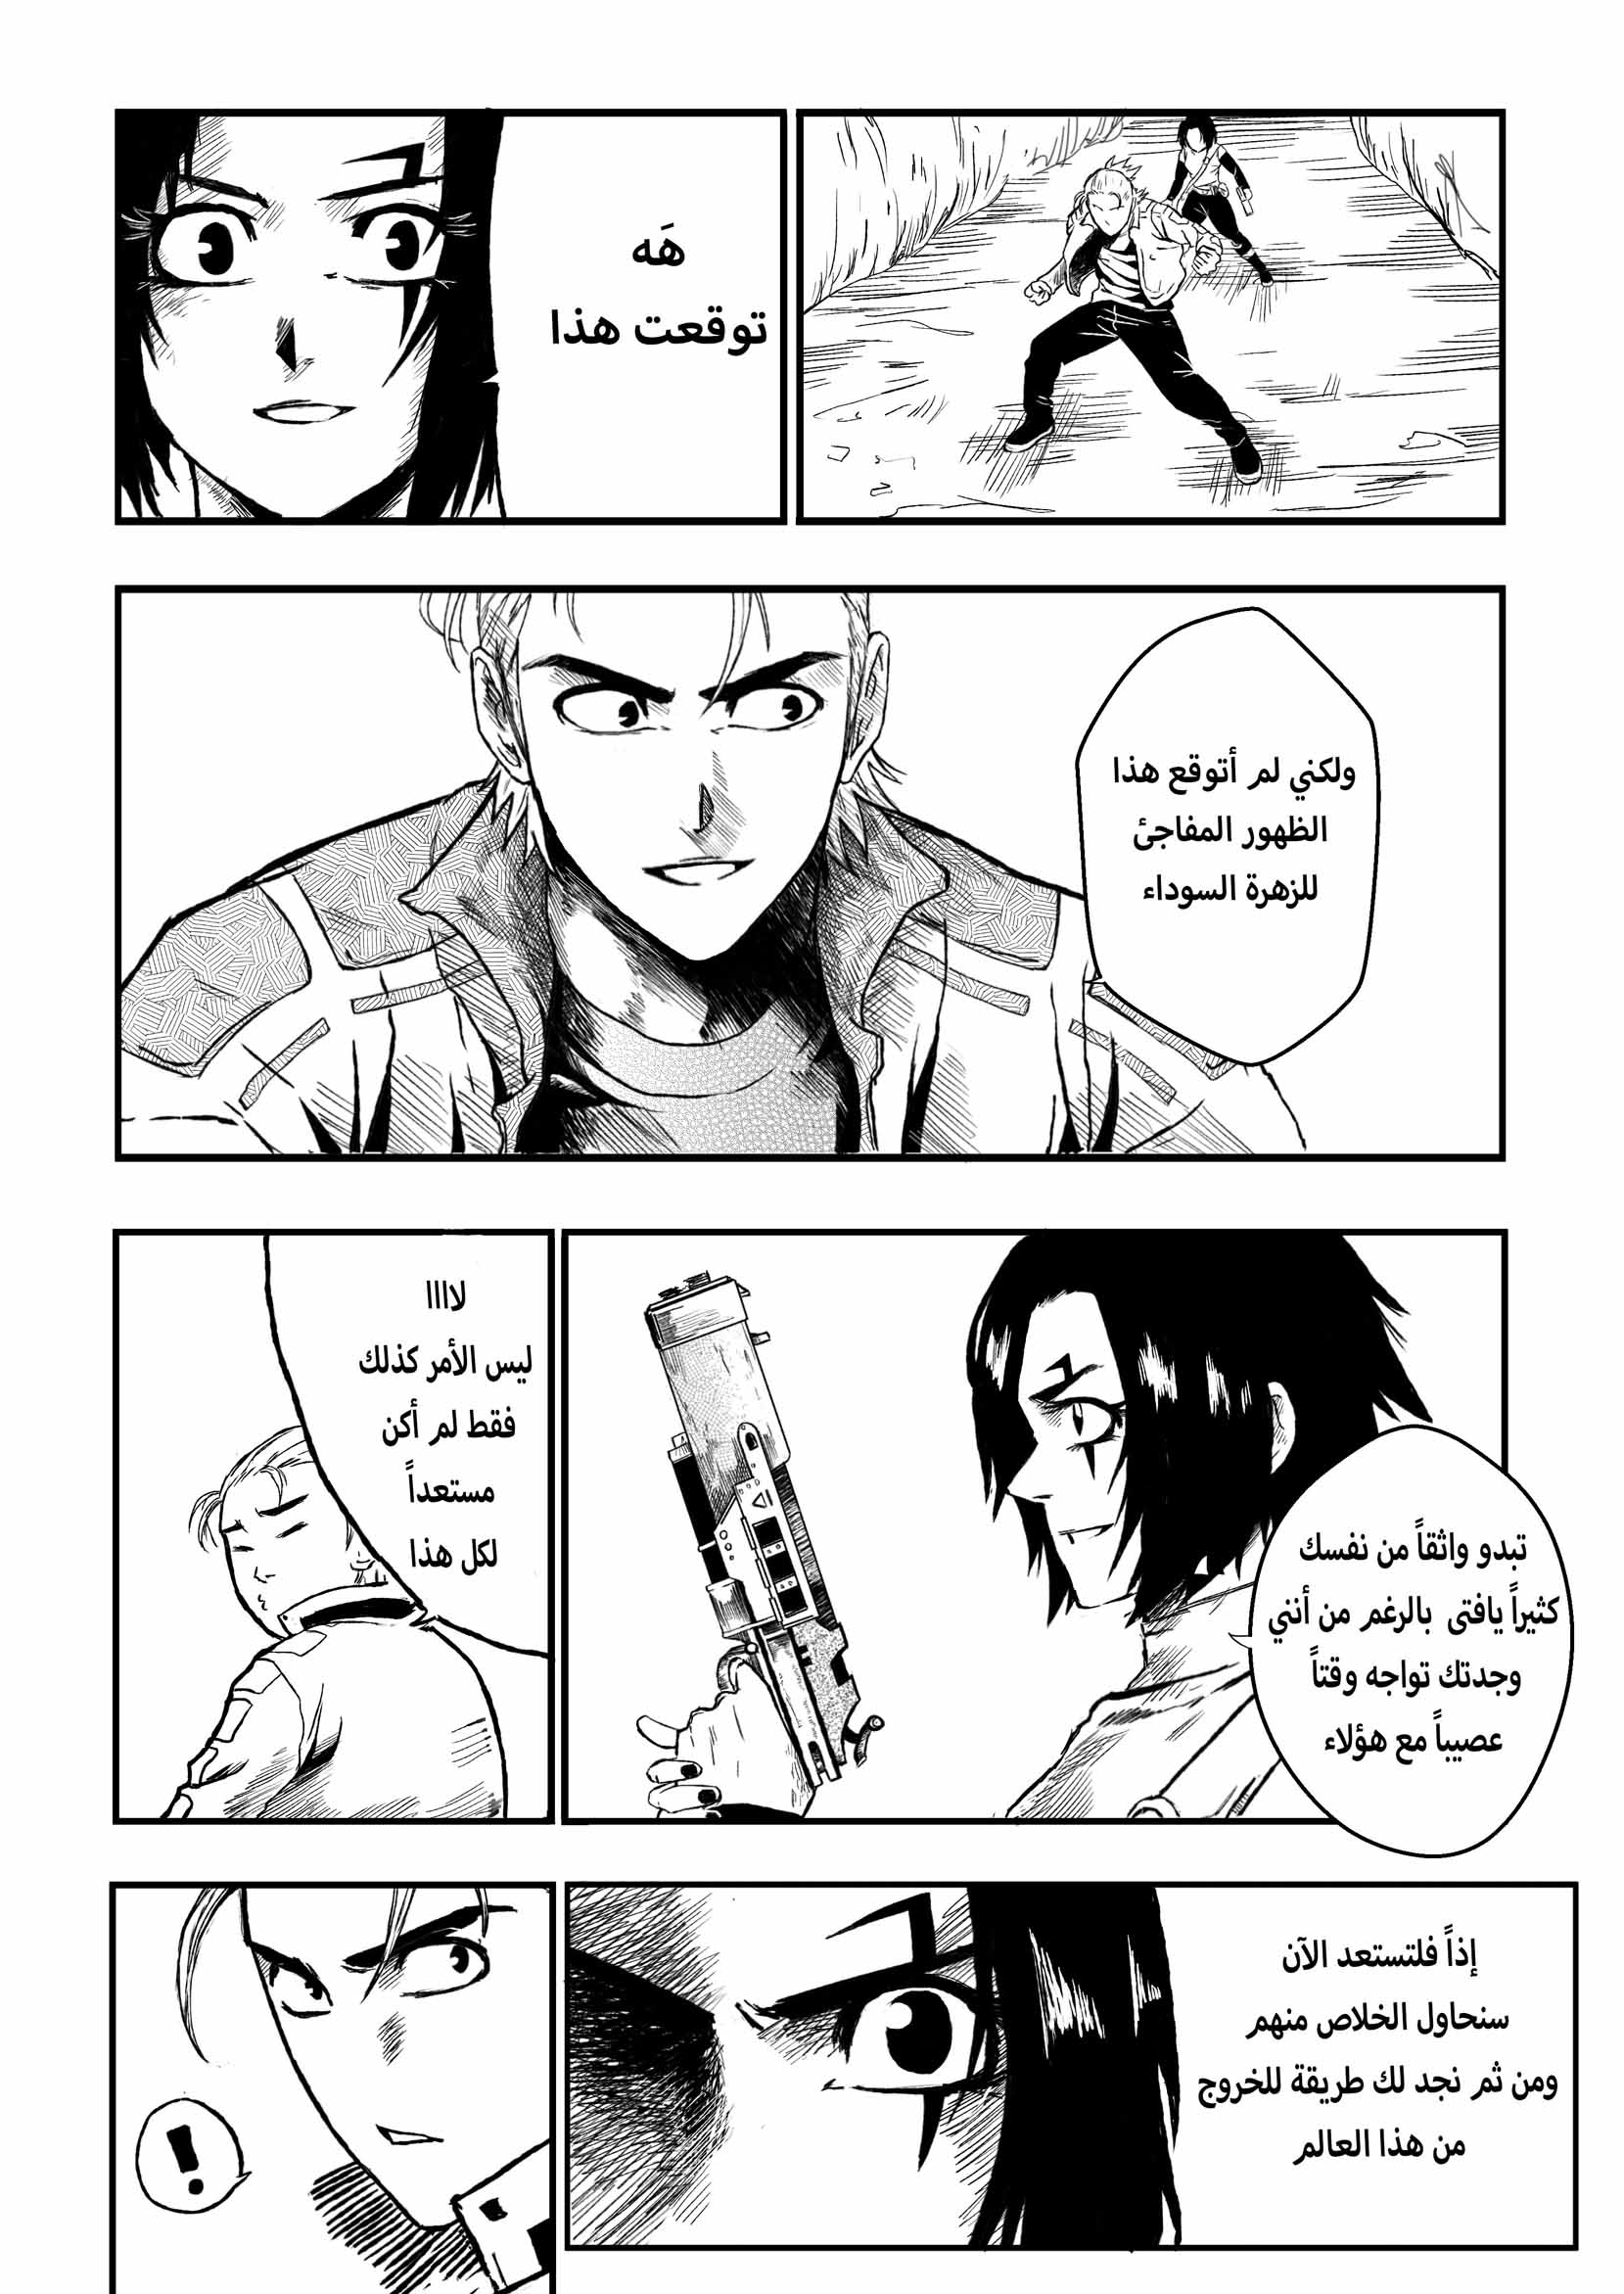 هَه
توقعت هذا
ولكني لم أتوقع هذا
الظهور المفاجئ
للزهرة السوداء
تبدو واثقاً من نفسك
كثيراً يافتى بالرغم من أنني
وجدتك تواجه وقتاً
عصيباً مع هؤلاء
لاااا
ليس الأمر كذلك
فقط لم أكن
مستعداً
لكل هذا
إذاً فلتستعد الآن
سنحاول الخلاص منهم
ومن ثم نجد لك طريقة للخروج
من هذا العالم
!